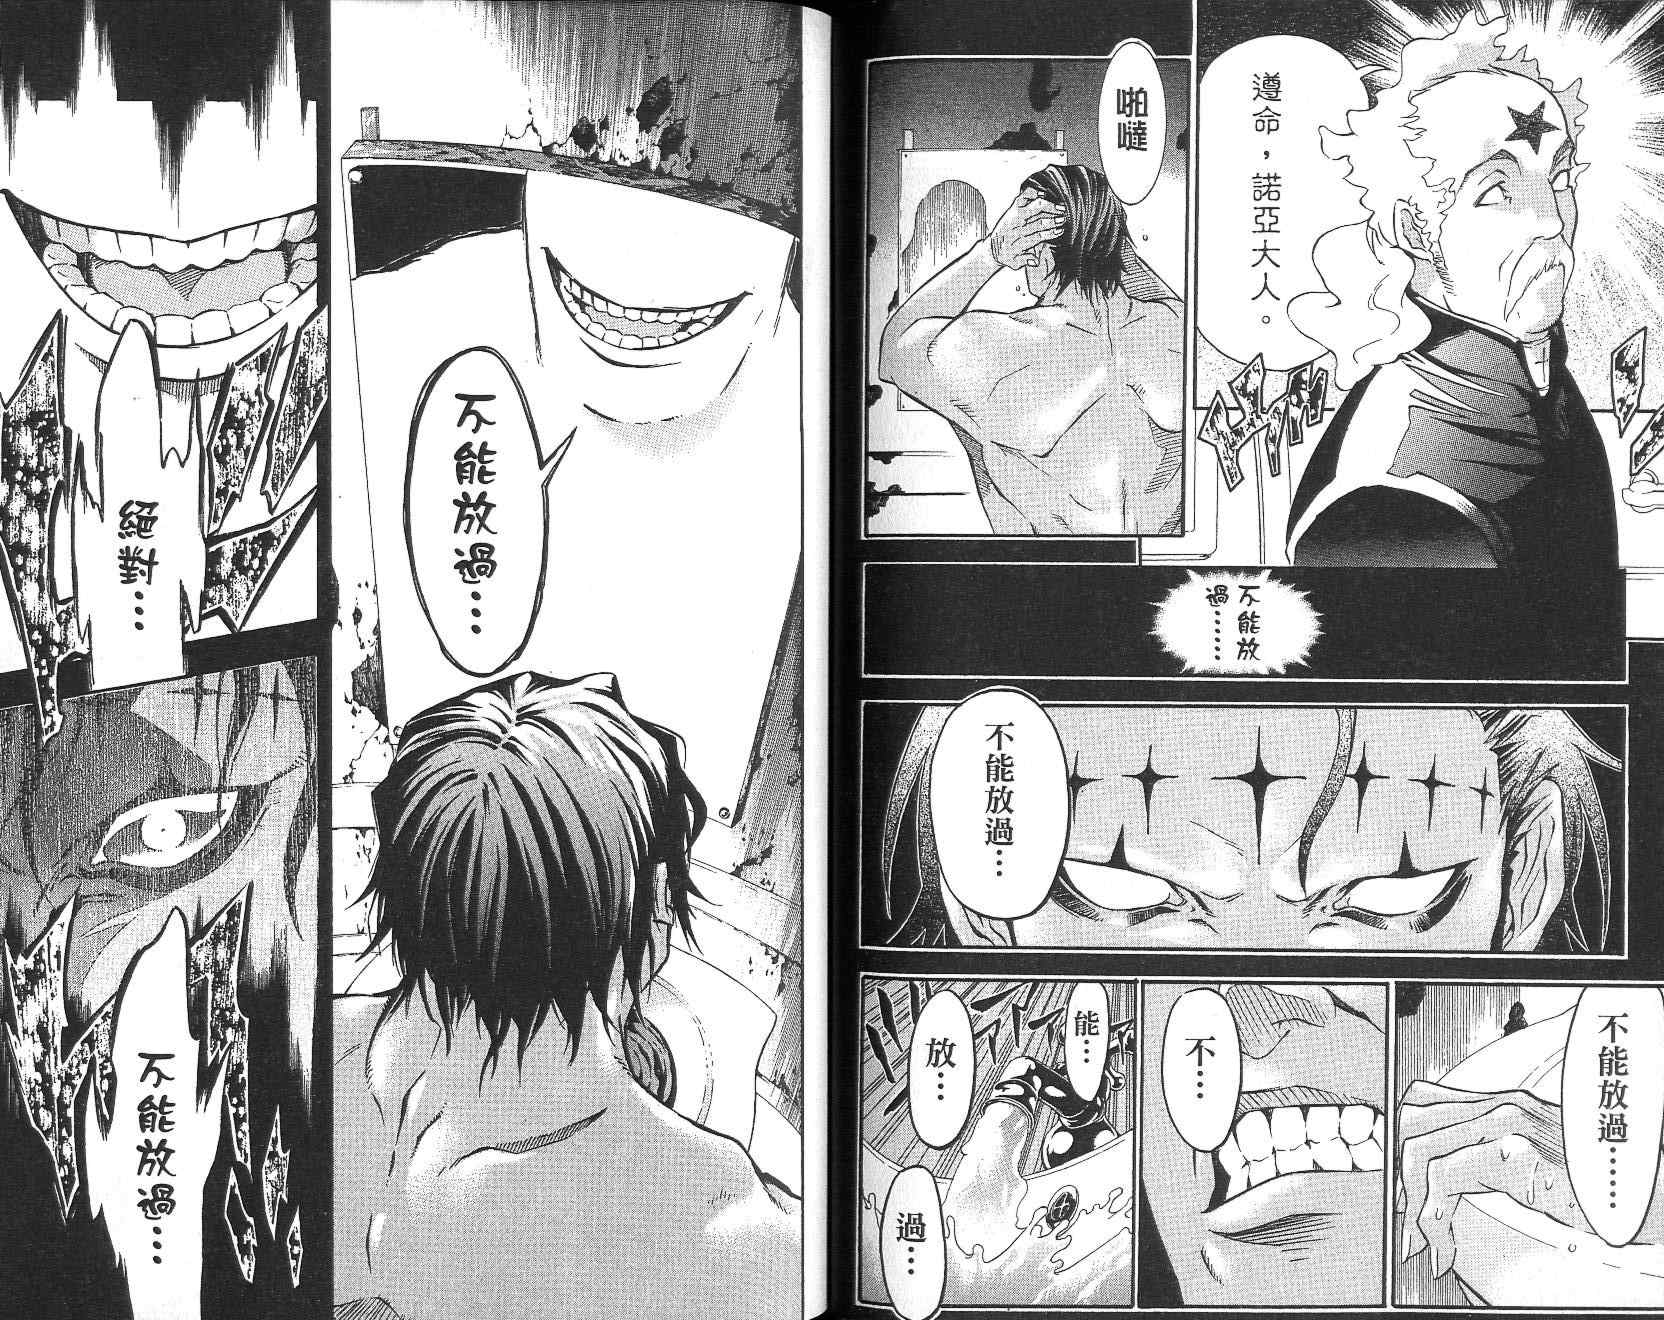 遵命，諾亞大人。
啪噠
不能放
過……
不能放過…
不能放過……
不…
能…
放…
過…
不能放過…
絕對…
不能放過…